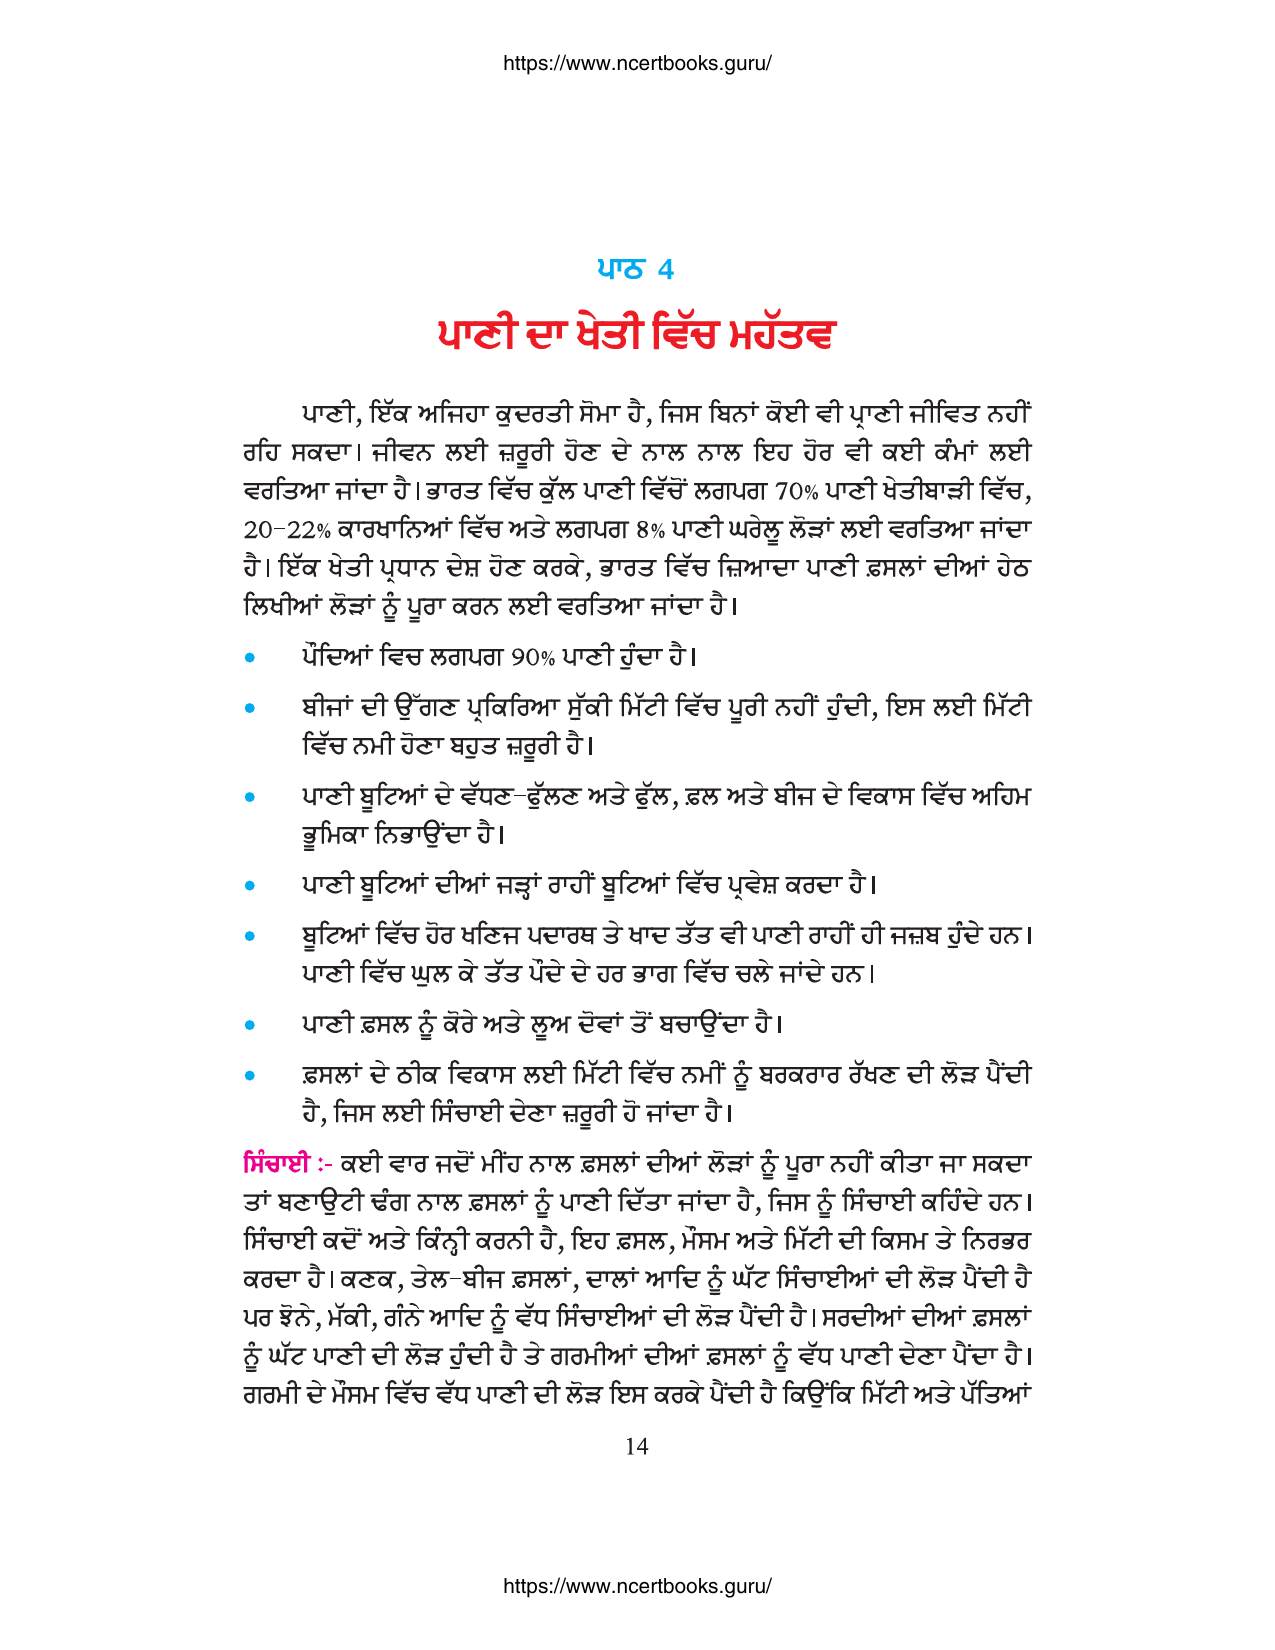 https://www.ncertbooks.guru/
ਪਾਠ 4
ਪਾਣੀ ਦਾ ਖੇਤੀ ਵਿੱਚ ਮਹੱਤਵ
ਪਾਣੀ, ਇੱਕ ਅਜਿਹਾ ਕੁਦਰਤੀ ਸੋਮਾ ਹੈ, ਜਿਸ ਬਿਨਾਂ ਕੋਈ ਵੀ ਪ੍ਰਾਣੀ ਜੀਵਿਤ ਨਹੀਂ
ਰਹਿ ਸਕਦਾ। ਜੀਵਨ ਲਈ ਜ਼ਰੂਰੀ ਹੋਣ ਦੇ ਨਾਲ ਨਾਲ ਇਹ ਹੋਰ ਵੀ ਕਈ ਕੰਮਾਂ ਲਈ
ਵਰਤਿਆ ਜਾਂਦਾ ਹੈ। ਭਾਰਤ ਵਿੱਚ ਕੁੱਲ ਪਾਣੀ ਵਿੱਚੋਂ ਲਗਪਗ 70% ਪਾਣੀ ਖੇਤੀਬਾੜੀ ਵਿੱਚ,
20-22% ਕਾਰਖਾਨਿਆਂ ਵਿੱਚ ਅਤੇ ਲਗਪਗ 8% ਪਾਣੀ ਘਰੇਲੂ ਲੋੜਾਂ ਲਈ ਵਰਤਿਆ ਜਾਂਦਾ
ਹੈ। ਇੱਕ ਖੇਤੀ ਪ੍ਰਧਾਨ ਦੇਸ਼ ਹੋਣ ਕਰਕੇ, ਭਾਰਤ ਵਿੱਚ ਜ਼ਿਆਦਾ ਪਾਣੀ ਫ਼ਸਲਾਂ ਦੀਆਂ ਹੇਠ
ਲਿਖੀਆਂ ਲੋੜਾਂ ਨੂੰ ਪੂਰਾ ਕਰਨ ਲਈ ਵਰਤਿਆ ਜਾਂਦਾ ਹੈ।
• ਪੌਦਿਆਂ ਵਿਚ ਲਗਪਗ 90% ਪਾਣੀ ਹੁੰਦਾ ਹੈ।
• ਬੀਜਾਂ ਦੀ ਉੱਗਣ ਪ੍ਰਕਿਰਿਆ ਸੁੱਕੀ ਮਿੱਟੀ ਵਿੱਚ ਪੂਰੀ ਨਹੀਂ ਹੁੰਦੀ, ਇਸ ਲਈ ਮਿੱਟੀ
ਵਿੱਚ ਨਮੀ ਹੋਣਾ ਬਹੁਤ ਜ਼ਰੂਰੀ ਹੈ।
• ਪਾਣੀ ਬੂਟਿਆਂ ਦੇ ਵੱਧਣ-ਫੁੱਲਣ ਅਤੇ ਫੁੱਲ, ਫ਼ਲ ਅਤੇ ਬੀਜ ਦੇ ਵਿਕਾਸ ਵਿੱਚ ਅਹਿਮ
ਭੂਮਿਕਾ ਨਿਭਾਉਂਦਾ ਹੈ।
• ਪਾਣੀ ਬੂਟਿਆਂ ਦੀਆਂ ਜੜ੍ਹਾਂ ਰਾਹੀਂ ਬੂਟਿਆਂ ਵਿੱਚ ਪ੍ਰਵੇਸ਼ ਕਰਦਾ ਹੈ।
• ਬੂਟਿਆਂ ਵਿੱਚ ਹੋਰ ਖਣਿਜ ਪਦਾਰਥ ਤੇ ਖਾਦ ਤੱਤ ਵੀ ਪਾਣੀ ਰਾਹੀਂ ਹੀ ਜਜ਼ਬ ਹੁੰਦੇ ਹਨ।
ਪਾਣੀ ਵਿੱਚ ਘੁਲ ਕੇ ਤੱਤ ਪੌਦੇ ਦੇ ਹਰ ਭਾਗ ਵਿੱਚ ਚਲੇ ਜਾਂਦੇ ਹਨ।
• ਪਾਣੀ ਫ਼ਸਲ ਨੂੰ ਕੋਰੇ ਅਤੇ ਲੂਅ ਦੋਵਾਂ ਤੋਂ ਬਚਾਉਂਦਾ ਹੈ।
• ਫ਼ਸਲਾਂ ਦੇ ਠੀਕ ਵਿਕਾਸ ਲਈ ਮਿੱਟੀ ਵਿੱਚ ਨਮੀਂ ਨੂੰ ਬਰਕਰਾਰ ਰੱਖਣ ਦੀ ਲੋੜ ਪੈਂਦੀ
ਹੈ, ਜਿਸ ਲਈ ਸਿੰਚਾਈ ਦੇਣਾ ਜ਼ਰੂਰੀ ਹੋ ਜਾਂਦਾ ਹੈ।
ਸਿੰਚਾਈ :- ਕਈ ਵਾਰ ਜਦੋਂ ਮੀਂਹ ਨਾਲ ਫ਼ਸਲਾਂ ਦੀਆਂ ਲੋੜਾਂ ਨੂੰ ਪੂਰਾ ਨਹੀਂ ਕੀਤਾ ਜਾ ਸਕਦਾ
ਤਾਂ ਬਣਾਉਟੀ ਢੰਗ ਨਾਲ ਫ਼ਸਲਾਂ ਨੂੰ ਪਾਣੀ ਦਿੱਤਾ ਜਾਂਦਾ ਹੈ, ਜਿਸ ਨੂੰ ਸਿੰਚਾਈ ਕਹਿੰਦੇ ਹਨ।
ਸਿੰਚਾਈ ਕਦੋਂ ਅਤੇ ਕਿੰਨ੍ਹੀ ਕਰਨੀ ਹੈ, ਇਹ ਫ਼ਸਲ, ਮੌਸਮ ਅਤੇ ਮਿੱਟੀ ਦੀ ਕਿਸਮ ਤੇ ਨਿਰਭਰ
ਕਰਦਾ ਹੈ। ਕਣਕ, ਤੇਲ-ਬੀਜ ਫ਼ਸਲਾਂ, ਦਾਲਾਂ ਆਦਿ ਨੂੰ ਘੱਟ ਸਿੰਚਾਈਆਂ ਦੀ ਲੋੜ ਪੈਂਦੀ ਹੈ
ਪਰ ਝੋਨੇ, ਮੱਕੀ, ਗੰਨੇ ਆਦਿ ਨੂੰ ਵੱਧ ਸਿੰਚਾਈਆਂ ਦੀ ਲੋੜ ਪੈਂਦੀ ਹੈ। ਸਰਦੀਆਂ ਦੀਆਂ ਫ਼ਸਲਾਂ
ਨੂੰ ਘੱਟ ਪਾਣੀ ਦੀ ਲੋੜ ਹੁੰਦੀ ਹੈ ਤੇ ਗਰਮੀਆਂ ਦੀਆਂ ਫ਼ਸਲਾਂ ਨੂੰ ਵੱਧ ਪਾਣੀ ਦੇਣਾ ਪੈਂਦਾ ਹੈ।
ਗਰਮੀ ਦੇ ਮੌਸਮ ਵਿੱਚ ਵੱਧ ਪਾਣੀ ਦੀ ਲੋੜ ਇਸ ਕਰਕੇ ਪੈਂਦੀ ਹੈ ਕਿਉਂਕਿ ਮਿੱਟੀ ਅਤੇ ਪੱਤਿਆਂ
14
https://www.ncertbooks.guru/